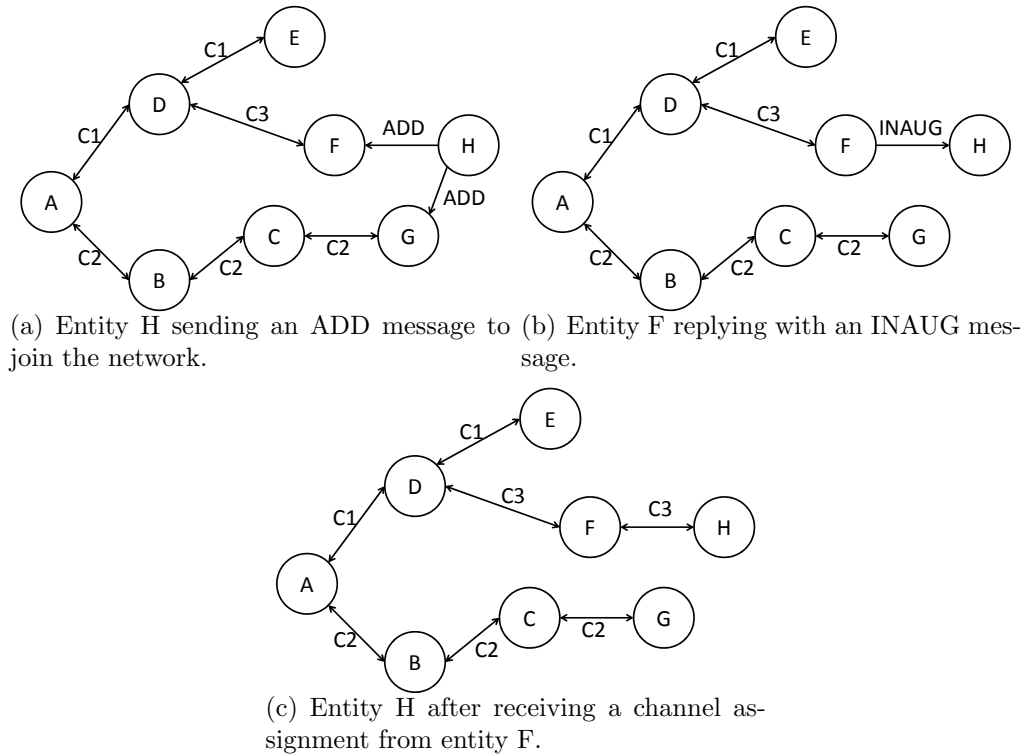 E
C1
D
C3
ADD
C1
F
H
ADD
A
C
G
C2
C2
C2
B
(a) Entity H sending an ADD message to
join the network.
E
C1
D
C3
INAUG
C1
F
H
A
C
G
C2
C2
C2
B
(b) Entity F replying with an INAUG mes-
sage.
E
C1
D
C3
C3
C1
F
H
A
C
G
C2
C2
C2
B
(c) Entity H after receiving a channel as-
signment from entity F.